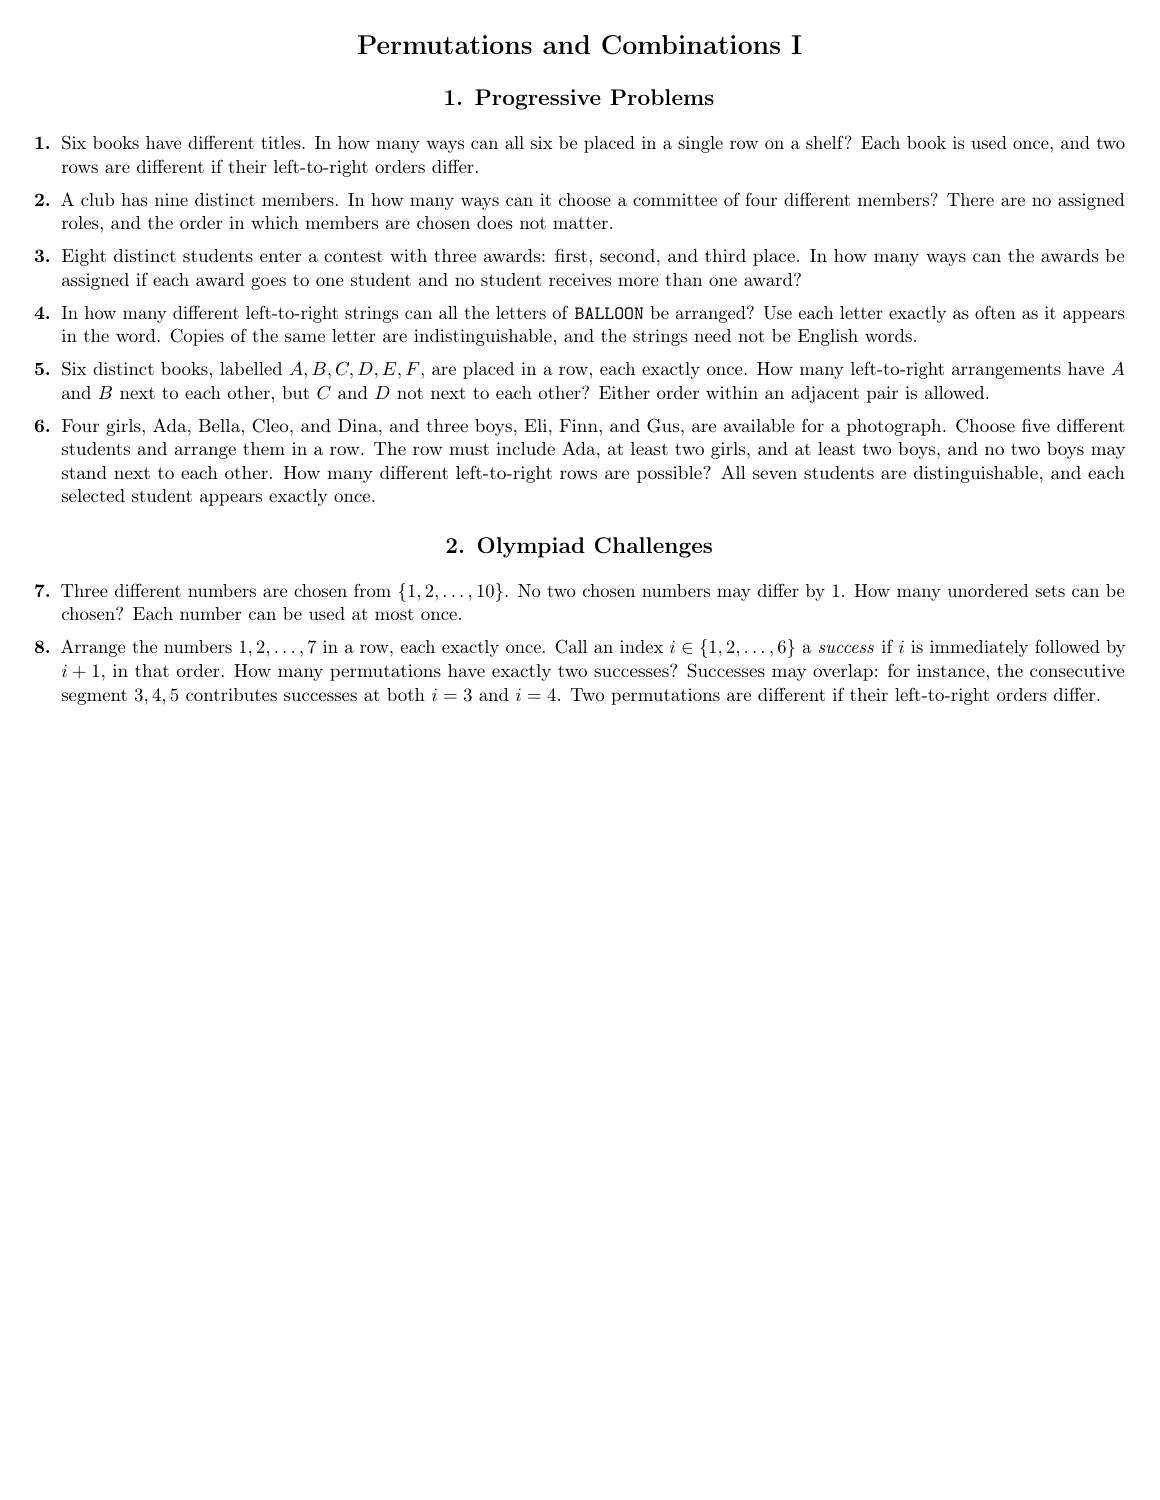 Permutations and Combinations I
1. Progressive Problems
1. Six books have different titles. In how many ways can all six be placed in a single row on a shelf? Each book is used once, and two
rows are different if their left-to-right orders differ.
2. A club has nine distinct members. In how many ways can it choose a committee of four different members? There are no assigned
roles, and the order in which members are chosen does not matter.
3. Eight distinct students enter a contest with three awards: first, second, and third place. In how many ways can the awards be
assigned if each award goes to one student and no student receives more than one award?
4. In how many different left-to-right strings can all the letters of BALLOON be arranged? Use each letter exactly as often as it appears
in the word. Copies of the same letter are indistinguishable, and the strings need not be English words.
5. Six distinct books, labelled A, B, C, D, E, F, are placed in a row, each exactly once. How many left-to-right arrangements have A
and B next to each other, but C and D not next to each other? Either order within an adjacent pair is allowed.
6. Four girls, Ada, Bella, Cleo, and Dina, and three boys, Eli, Finn, and Gus, are available for a photograph. Choose five different
students and arrange them in a row. The row must include Ada, at least two girls, and at least two boys, and no two boys may
stand next to each other. How many different left-to-right rows are possible? All seven students are distinguishable, and each
selected student appears exactly once.
2. Olympiad Challenges
7. Three different numbers are chosen from {1, 2, . . . , 10}. No two chosen numbers may differ by 1. How many unordered sets can be
chosen? Each number can be used at most once.
8. Arrange the numbers 1, 2, . . . , 7 in a row, each exactly once. Call an index i ∈ {1, 2, . . . , 6} a success if i is immediately followed by
i + 1, in that order. How many permutations have exactly two successes? Successes may overlap: for instance, the consecutive
segment 3, 4, 5 contributes successes at both i = 3 and i = 4. Two permutations are different if their left-to-right orders differ.